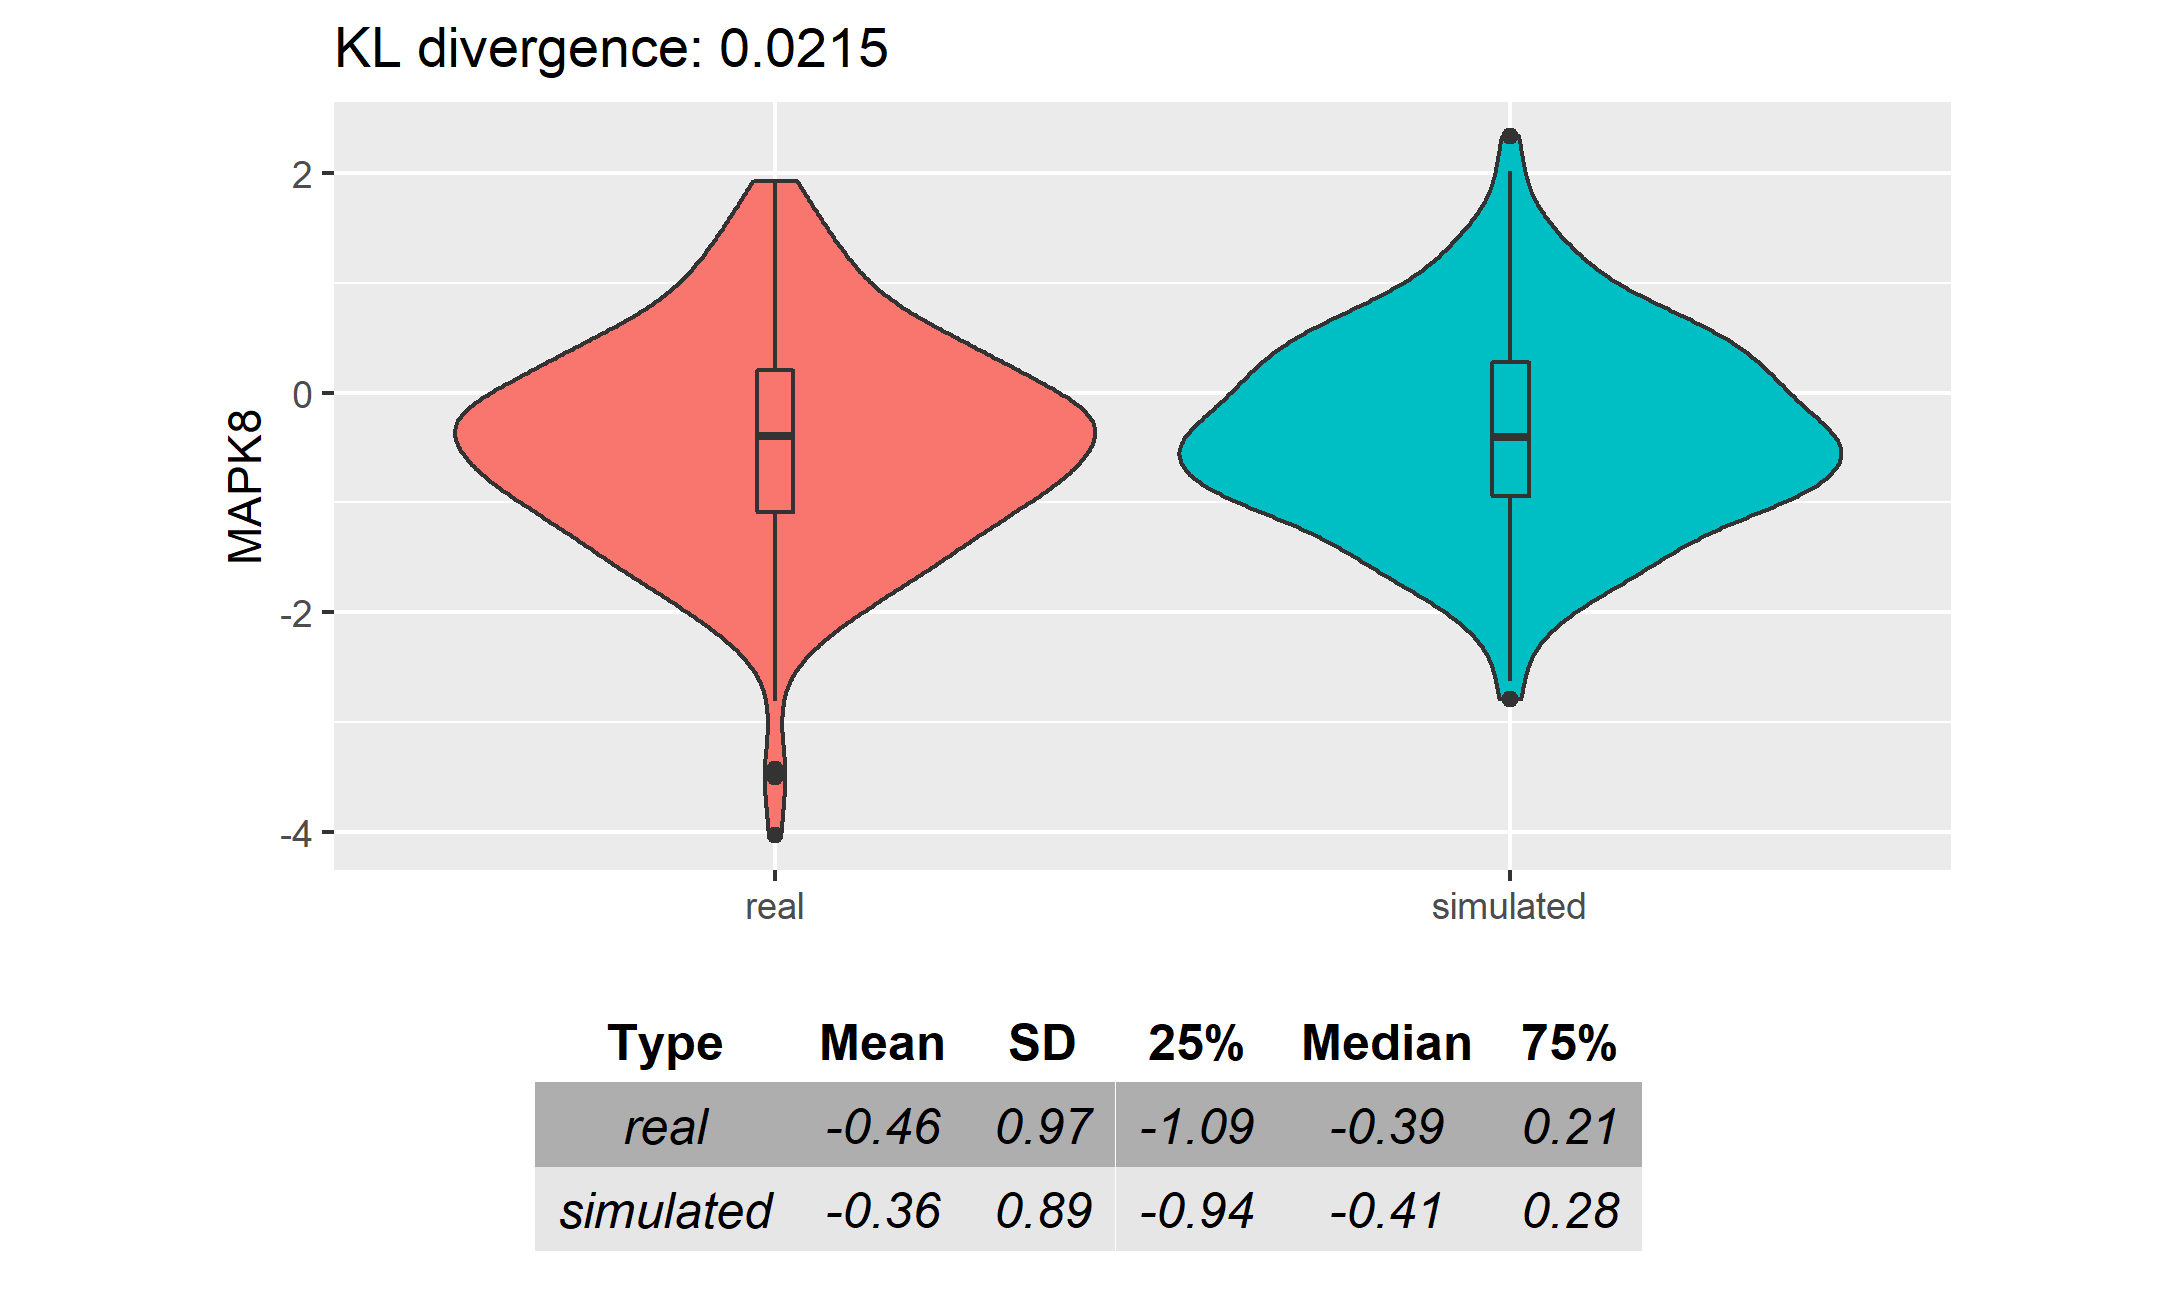 KL divergence: 0.0215
2
0
-2
-4
MAPK8
real simulated
Type Mean SD 25% Median 75%
real -0.46 0.97 -1.09 -0.39 0.21
simulated -0.36 0.89 -0.94 -0.41 0.28